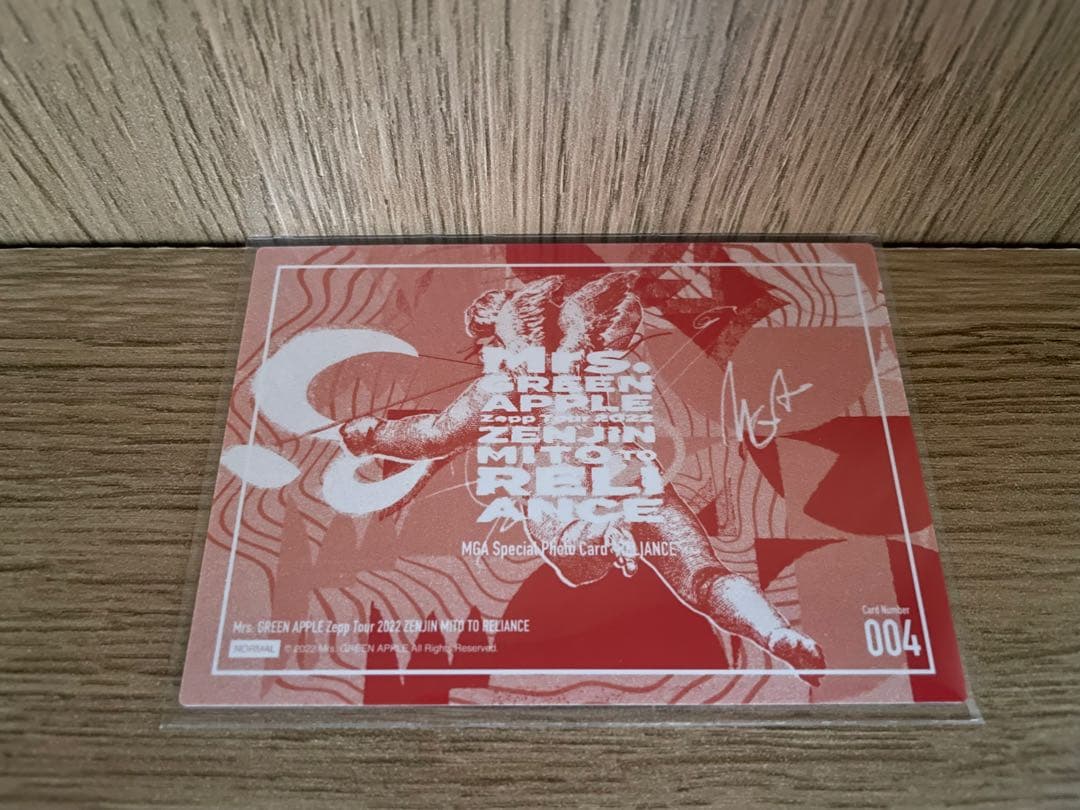 Mrs.
GREEN
APPLE
Zepp Tour 2022
ZENJIN
MITO TO
RELI
ANCE
MGA Special Photo Card -RELIANCE
MGA
Mrs. GREEN APPLE Zepp Tour 2022 ZENJIN MITO TO RELIANCE
NORMAL © 2022 Mrs. GREEN APPLE All Rights Reserved.
Card Number
004